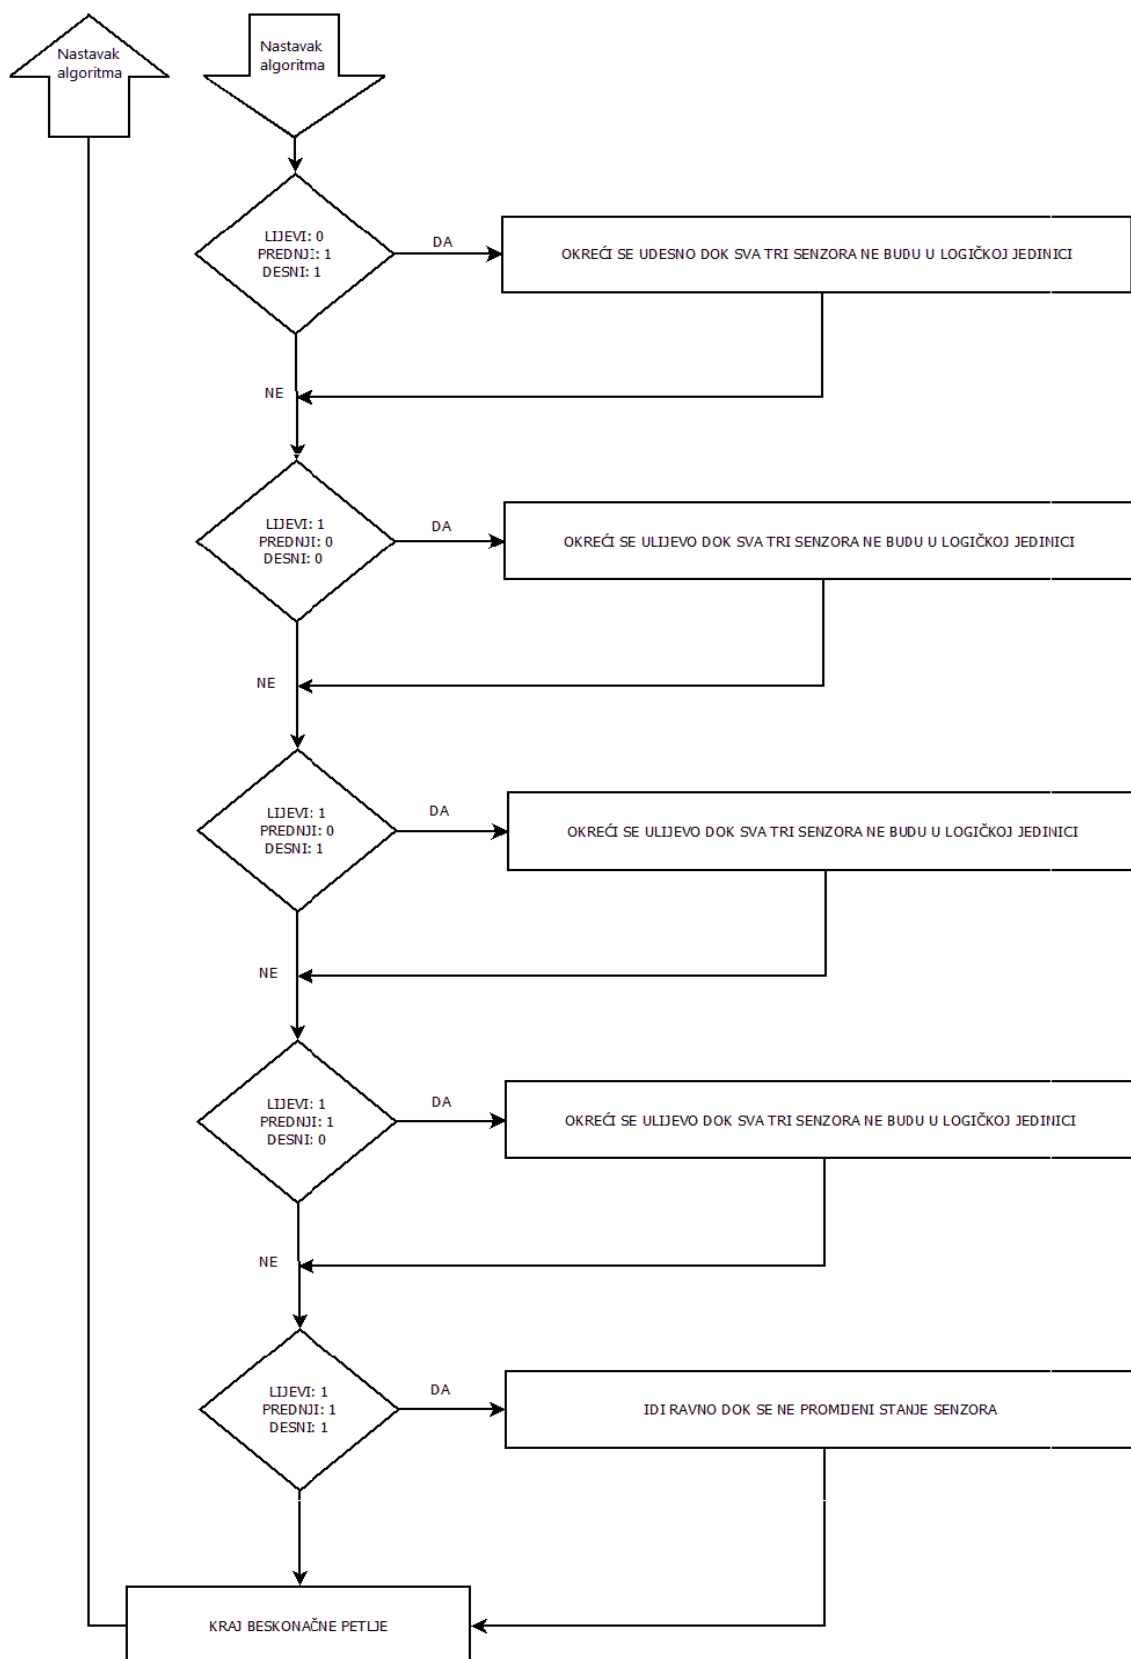 Nastavak
algoritma
Nastavak
algoritma
LIJEVI: 0
PREDNJI: 1
DESNI: 1
DA
OKREĆI SE UDESNO DOK SVA TRI SENZORA NE BUDU U LOGIČKOJ JEDINICI
NE
LIJEVI: 1
PREDNJI: 0
DESNI: 0
DA
OKREĆI SE ULIJEVO DOK SVA TRI SENZORA NE BUDU U LOGIČKOJ JEDINICI
NE
LIJEVI: 1
PREDNJI: 0
DESNI: 1
DA
OKREĆI SE ULIJEVO DOK SVA TRI SENZORA NE BUDU U LOGIČKOJ JEDINICI
NE
LIJEVI: 1
PREDNJI: 1
DESNI: 0
DA
OKREĆI SE ULIJEVO DOK SVA TRI SENZORA NE BUDU U LOGIČKOJ JEDINICI
NE
LIJEVI: 1
PREDNJI: 1
DESNI: 1
DA
IDI RAVNO DOK SE NE PROMIJENI STANJE SENZORA
KRAJ BESKONAČNE PETLJE